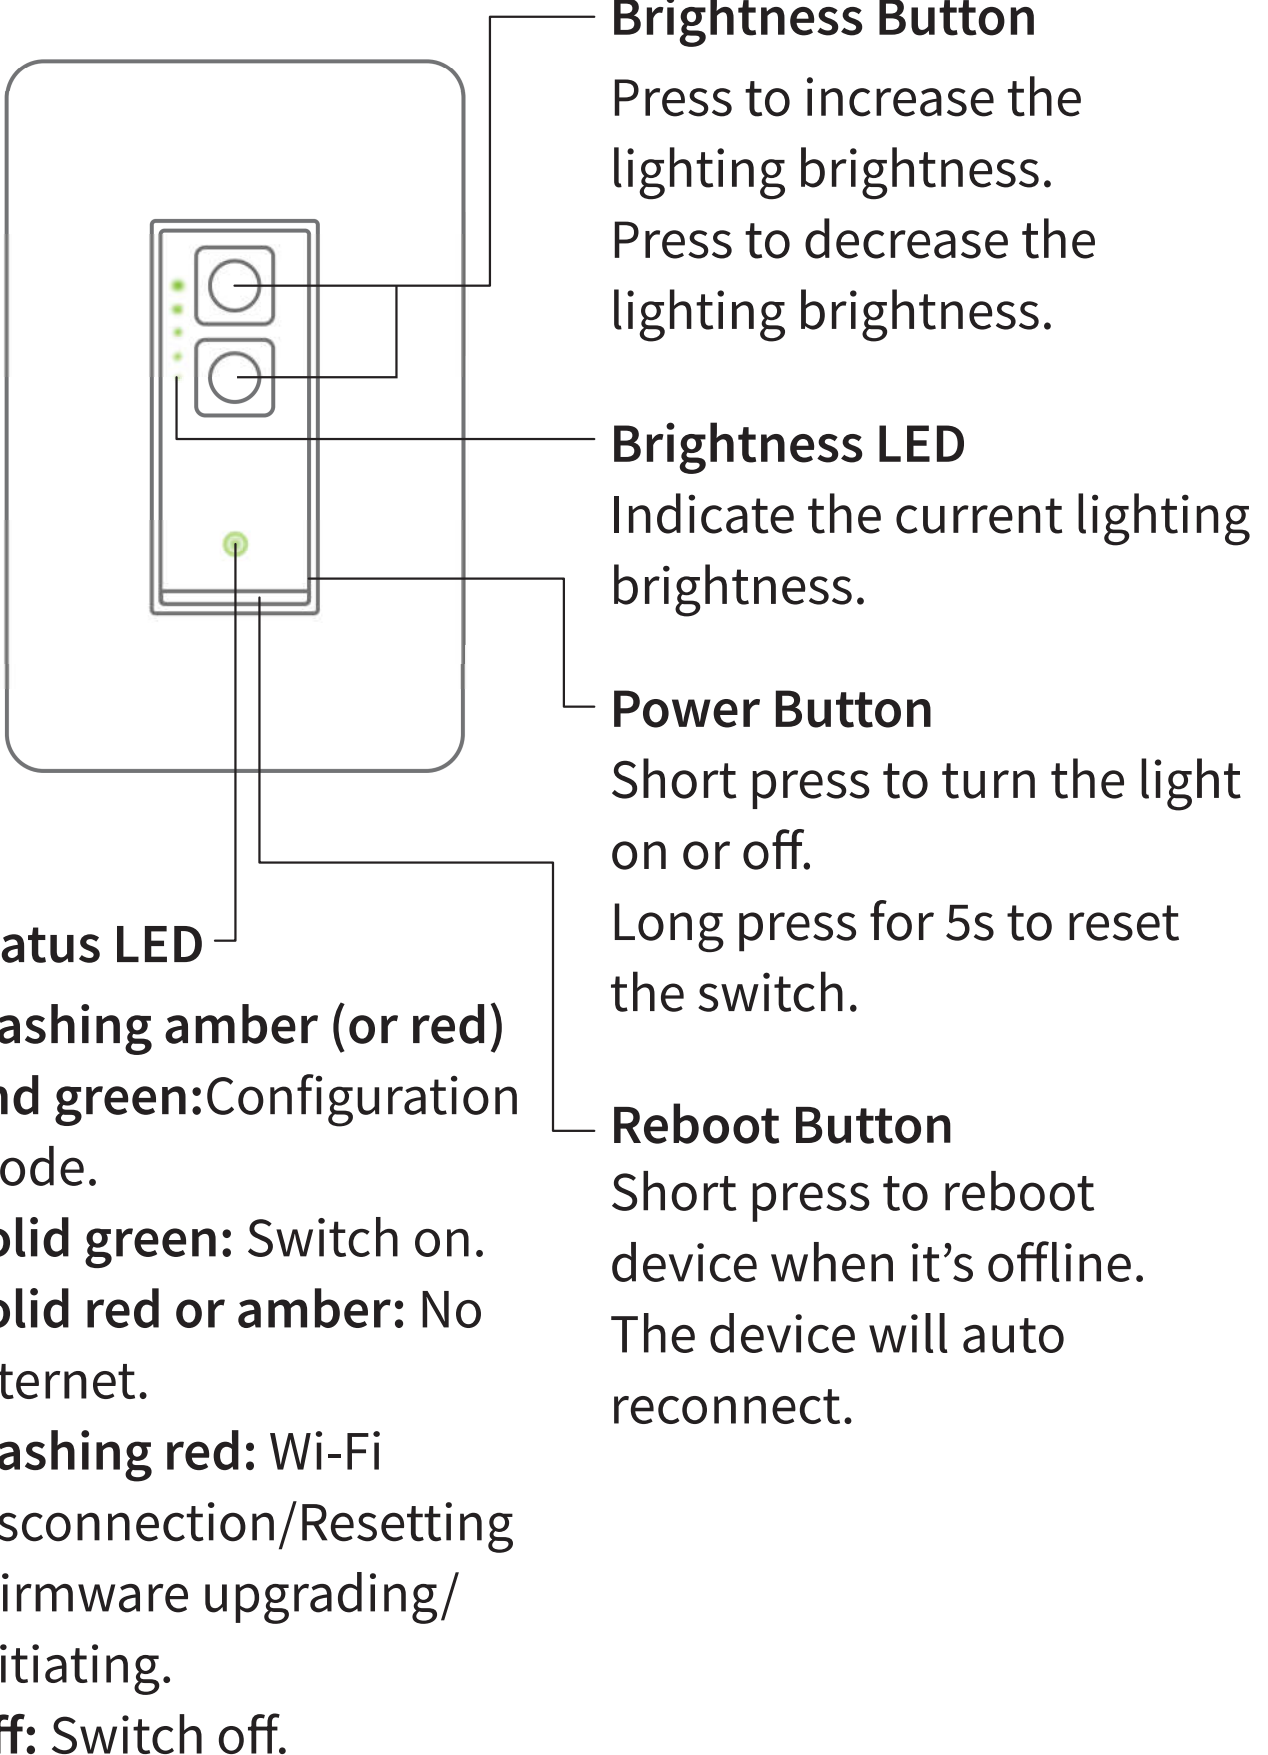 Brightness Button
Press to increase the
lighting brightness.
Press to decrease the
lighting brightness.
Brightness LED
Indicate the current lighting
brightness.
Power Button
Short press to turn the light
on or off.
Long press for 5s to reset
the switch.
Reboot Button
Short press to reboot
device when it's offline.
The device will auto
reconnect.
atus LED
ashing amber (or red)
nd green:Configuration
ode.
olid green: Switch on.
olid red or amber: No
ternet.
ashing red: Wi-Fi
sconnection/Resetting
irmware upgrading/
itiating.
ff: Switch off.